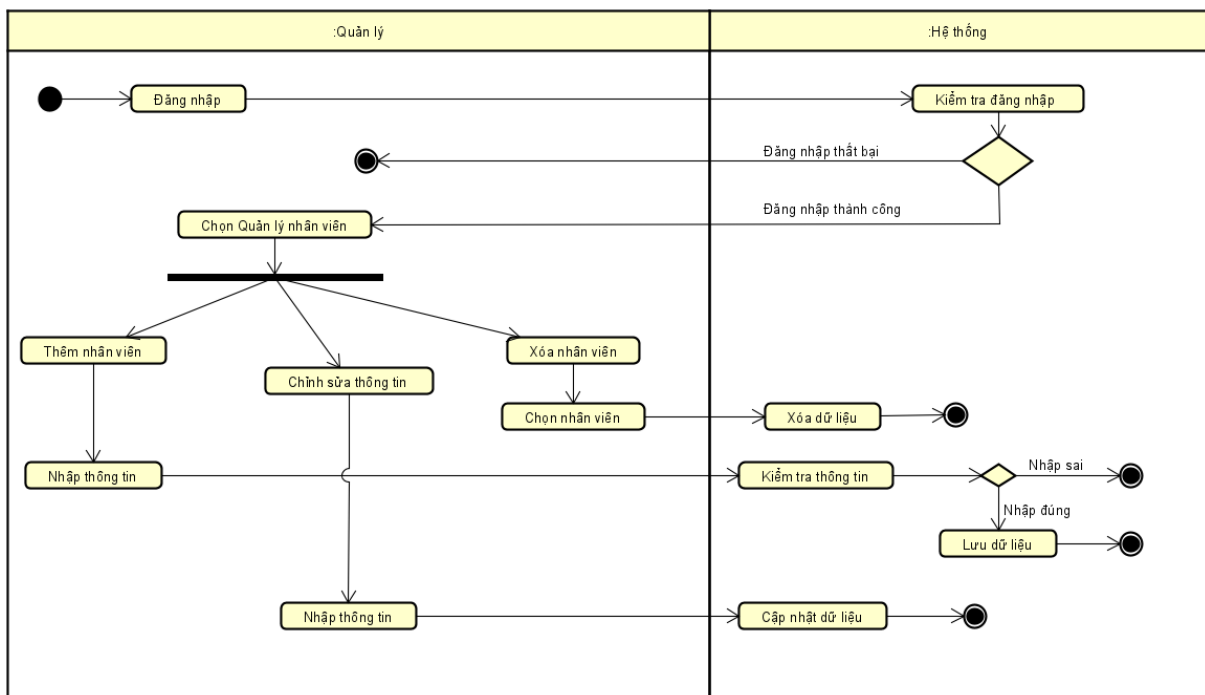 :Quản lý
:Hệ thống
Đăng nhập
Kiểm tra đăng nhập
Đăng nhập thất bại
Đăng nhập thành công
Chọn Quản lý nhân viên
Thêm nhân viên
Xóa nhân viên
Chỉnh sửa thông tin
Chọn nhân viên
Xóa dữ liệu
Nhập thông tin
Kiểm tra thông tin
Nhập sai
Nhập đúng
Lưu dữ liệu
Nhập thông tin
Cập nhật dữ liệu